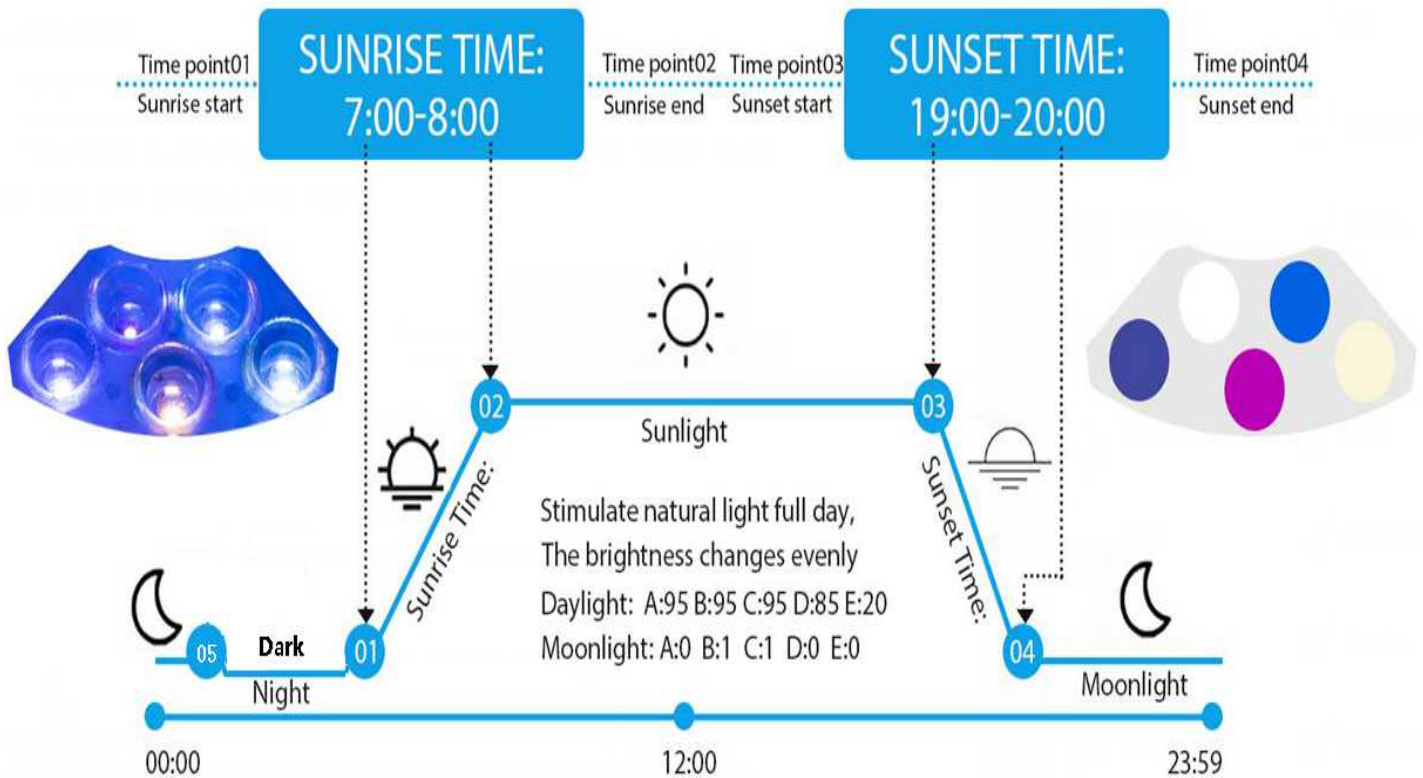 Time point01
Sunrise start
SUNRISE TIME:
7:00-8:00
Time point02
Sunrise end
Time point03
Sunset start
SUNSET TIME:
19:00-20:00
Time point04
Sunset end
02
03
Sunlight
Sunrise Time:
Sunset Time:
Stimulate natural light full day,
The brightness changes evenly
Daylight: A:95 B:95 C:95 D:85 E:20
Moonlight: A:0 B:1 C:1 D:0 E:0
05
Dark
01
04
Night
Moonlight
00:00
12:00
23:59